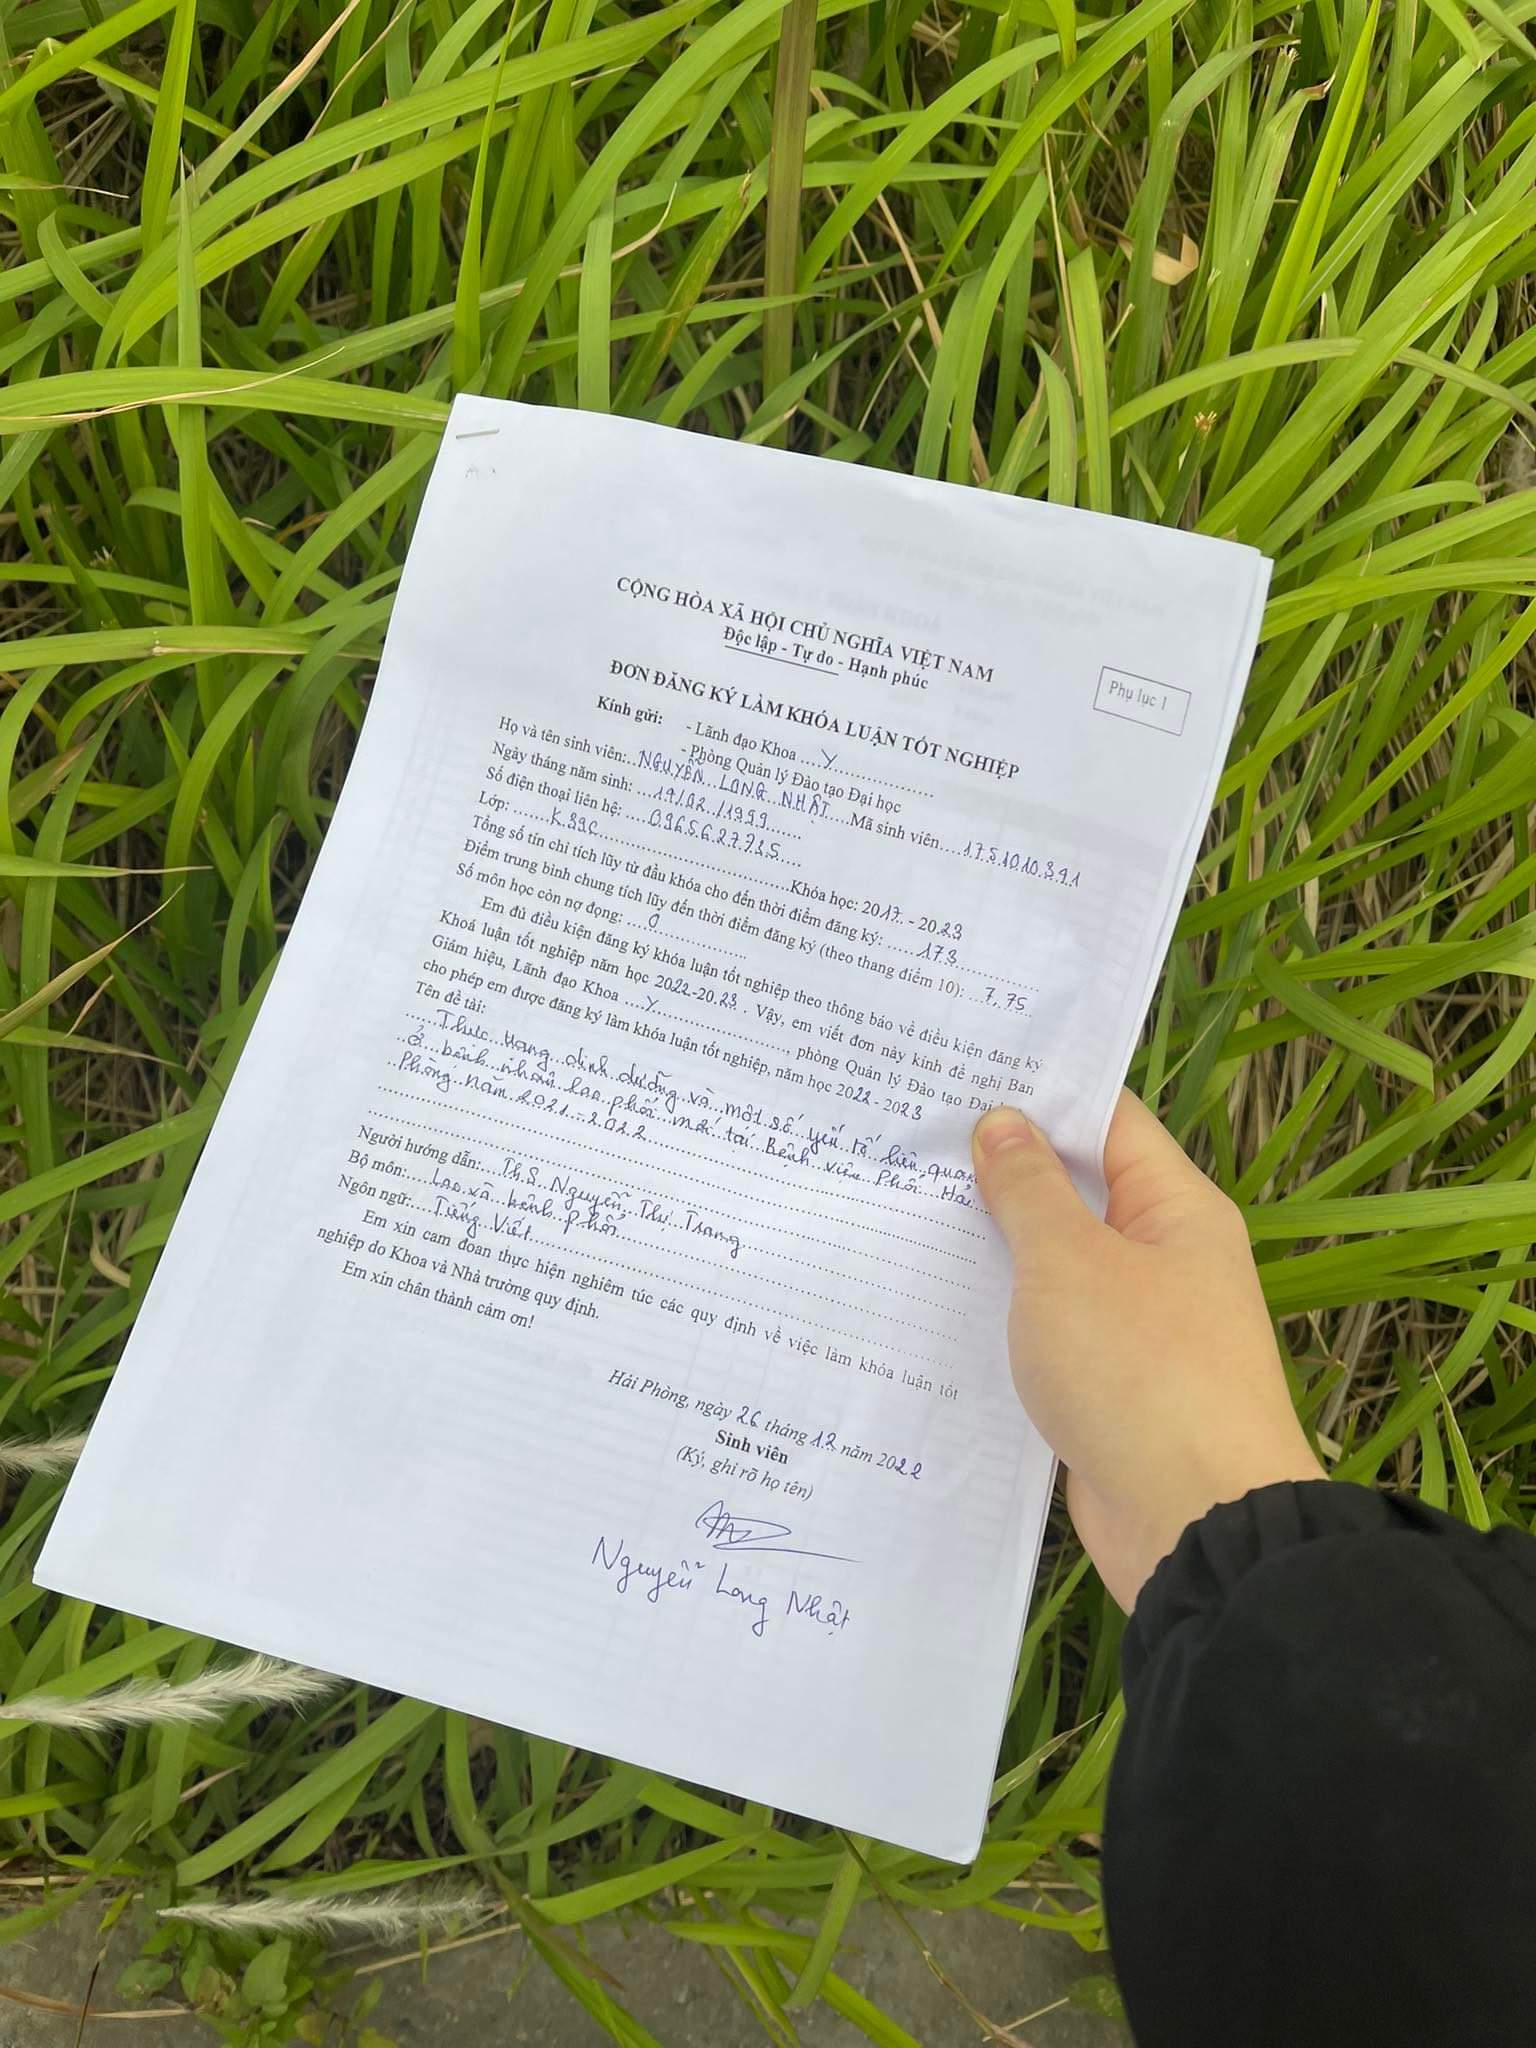 CỘNG HÒA XÃ HỘI CHỦ NGHĨA VIỆT NAM
Độc lập - Tự do - Hạnh phúc
Phụ lục 1
ĐƠN ĐĂNG KÝ LÀM KHÓA LUẬN TỐT NGHIỆP
Kính gửi: - Lãnh đạo Khoa ....Y....................
- Phòng Quản lý Đào tạo Đại học
Họ và tên sinh viên:..NGUYỄN..LONG..NHẬT.....Mã sinh viên....1751010391
Ngày tháng năm sinh: ...19/02/1999.......
Số điện thoại liên hệ: ....0965627735....
Lớp: .......K39C...............................Khóa học: 2017 - 2023
Tổng số tín chỉ tích lũy từ đầu khóa cho đến thời điểm đăng ký: ......173....................
Điểm trung bình chung tích lũy đến thời điểm đăng ký (theo thang điểm 10): ...7,75
Số môn học còn nợ đọng: ....0...................
Em đủ điều kiện đăng ký khóa luận tốt nghiệp theo thông báo về điều kiện đăng ký
Khoá luận tốt nghiệp năm học 2022-2023 . Vậy, em viết đơn này kính đề nghị Ban
Giám hiệu, Lãnh đạo Khoa ....Y......................, phòng Quản lý Đào tạo Đại
cho phép em được đăng ký làm khóa luận tốt nghiệp, năm học 2022-2023
Tên đề tài:
......Thực trạng dinh dưỡng và một số yếu tố liên quan
..ở bệnh nhân lao phổi mới tại Bệnh viện Phổi Hải
..Phòng năm 2021-2022........................................
Người hướng dẫn:...ThS Nguyễn Thị Trang...............................
Bộ môn:....Lao và bệnh phổi............................................
Ngôn ngữ:....Tiếng Việt................................................
Em xin cam đoan thực hiện nghiêm túc các quy định về việc làm khóa luận tốt
nghiệp do Khoa và Nhà trường quy định.
Em xin chân thành cảm ơn!
Hải Phòng, ngày 26 tháng 12 năm 2022
Sinh viên
(Ký, ghi rõ họ tên)
Nguyễn Long Nhật